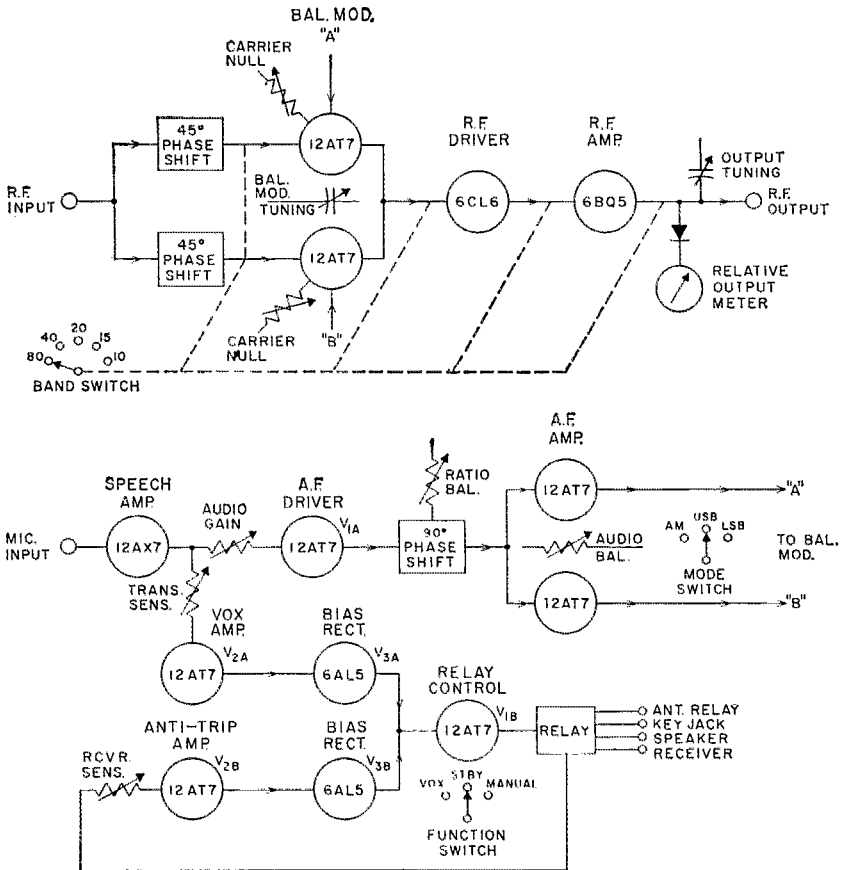 BAL. MOD.
"A"
CARRIER
NULL
45°
PHASE
SHIFT
12AT7
R.F.
DRIVER
R.F.
AMP.
OUTPUT
TUNING
R.F.
INPUT
BAL.
MOD.
TUNING
6CL6
6BQ5
R.F.
OUTPUT
45°
PHASE
SHIFT
12AT7
RELATIVE
OUTPUT
METER
CARRIER
NULL
"B"
80
40
20
15
10
BAND SWITCH
A.F.
AMP.
SPEECH
AMP.
AUDIO
GAIN
A.F.
DRIVER
RATIO
BAL.
12AT7
"A"
MIC.
INPUT
12AX7
12AT7
V1A
90°
PHASE
SHIFT
AUDIO
BAL.
AM
USB
LSB
MODE
SWITCH
TO BAL.
MOD.
TRANS.
SENS.
12AT7
"B"
VOX
AMP.
BIAS
RECT.
12AT7
V2A
6AL5
V3A
RELAY
CONTROL
12AT7
V1B
RELAY
ANT. RELAY
KEY JACK
SPEAKER
RECEIVER
ANTI-TRIP
AMP.
BIAS
RECT.
RCVR.
SENS.
12AT7
V2B
6AL5
V3B
VOX
STBY
MANUAL
FUNCTION
SWITCH